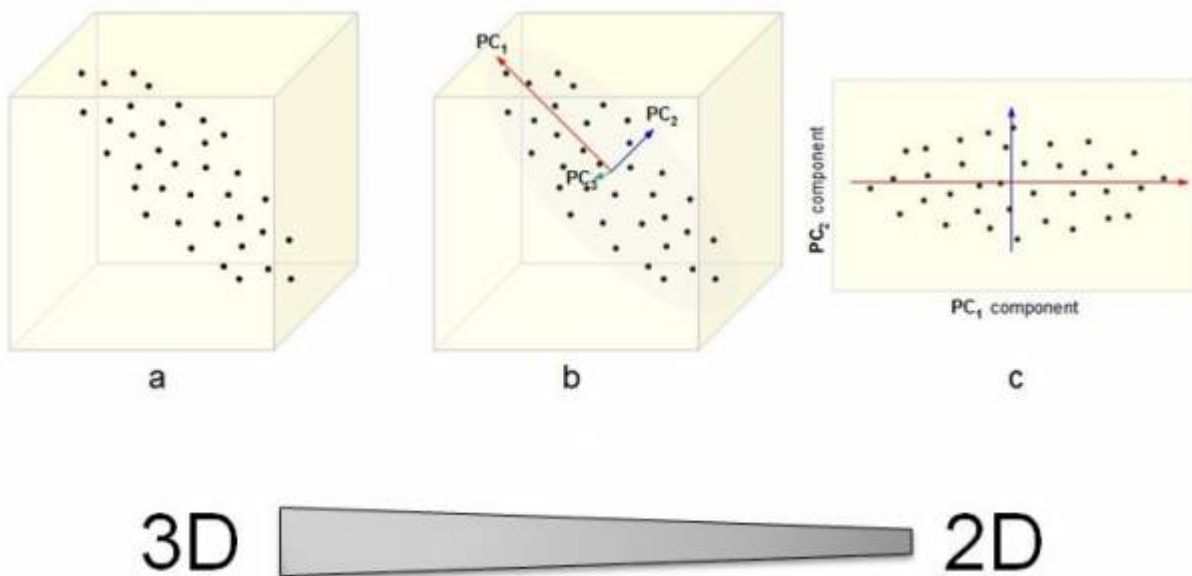 PC₁
PC₂
PC₃
PC₂ component
PC₁ component
a
b
c
3D
2D